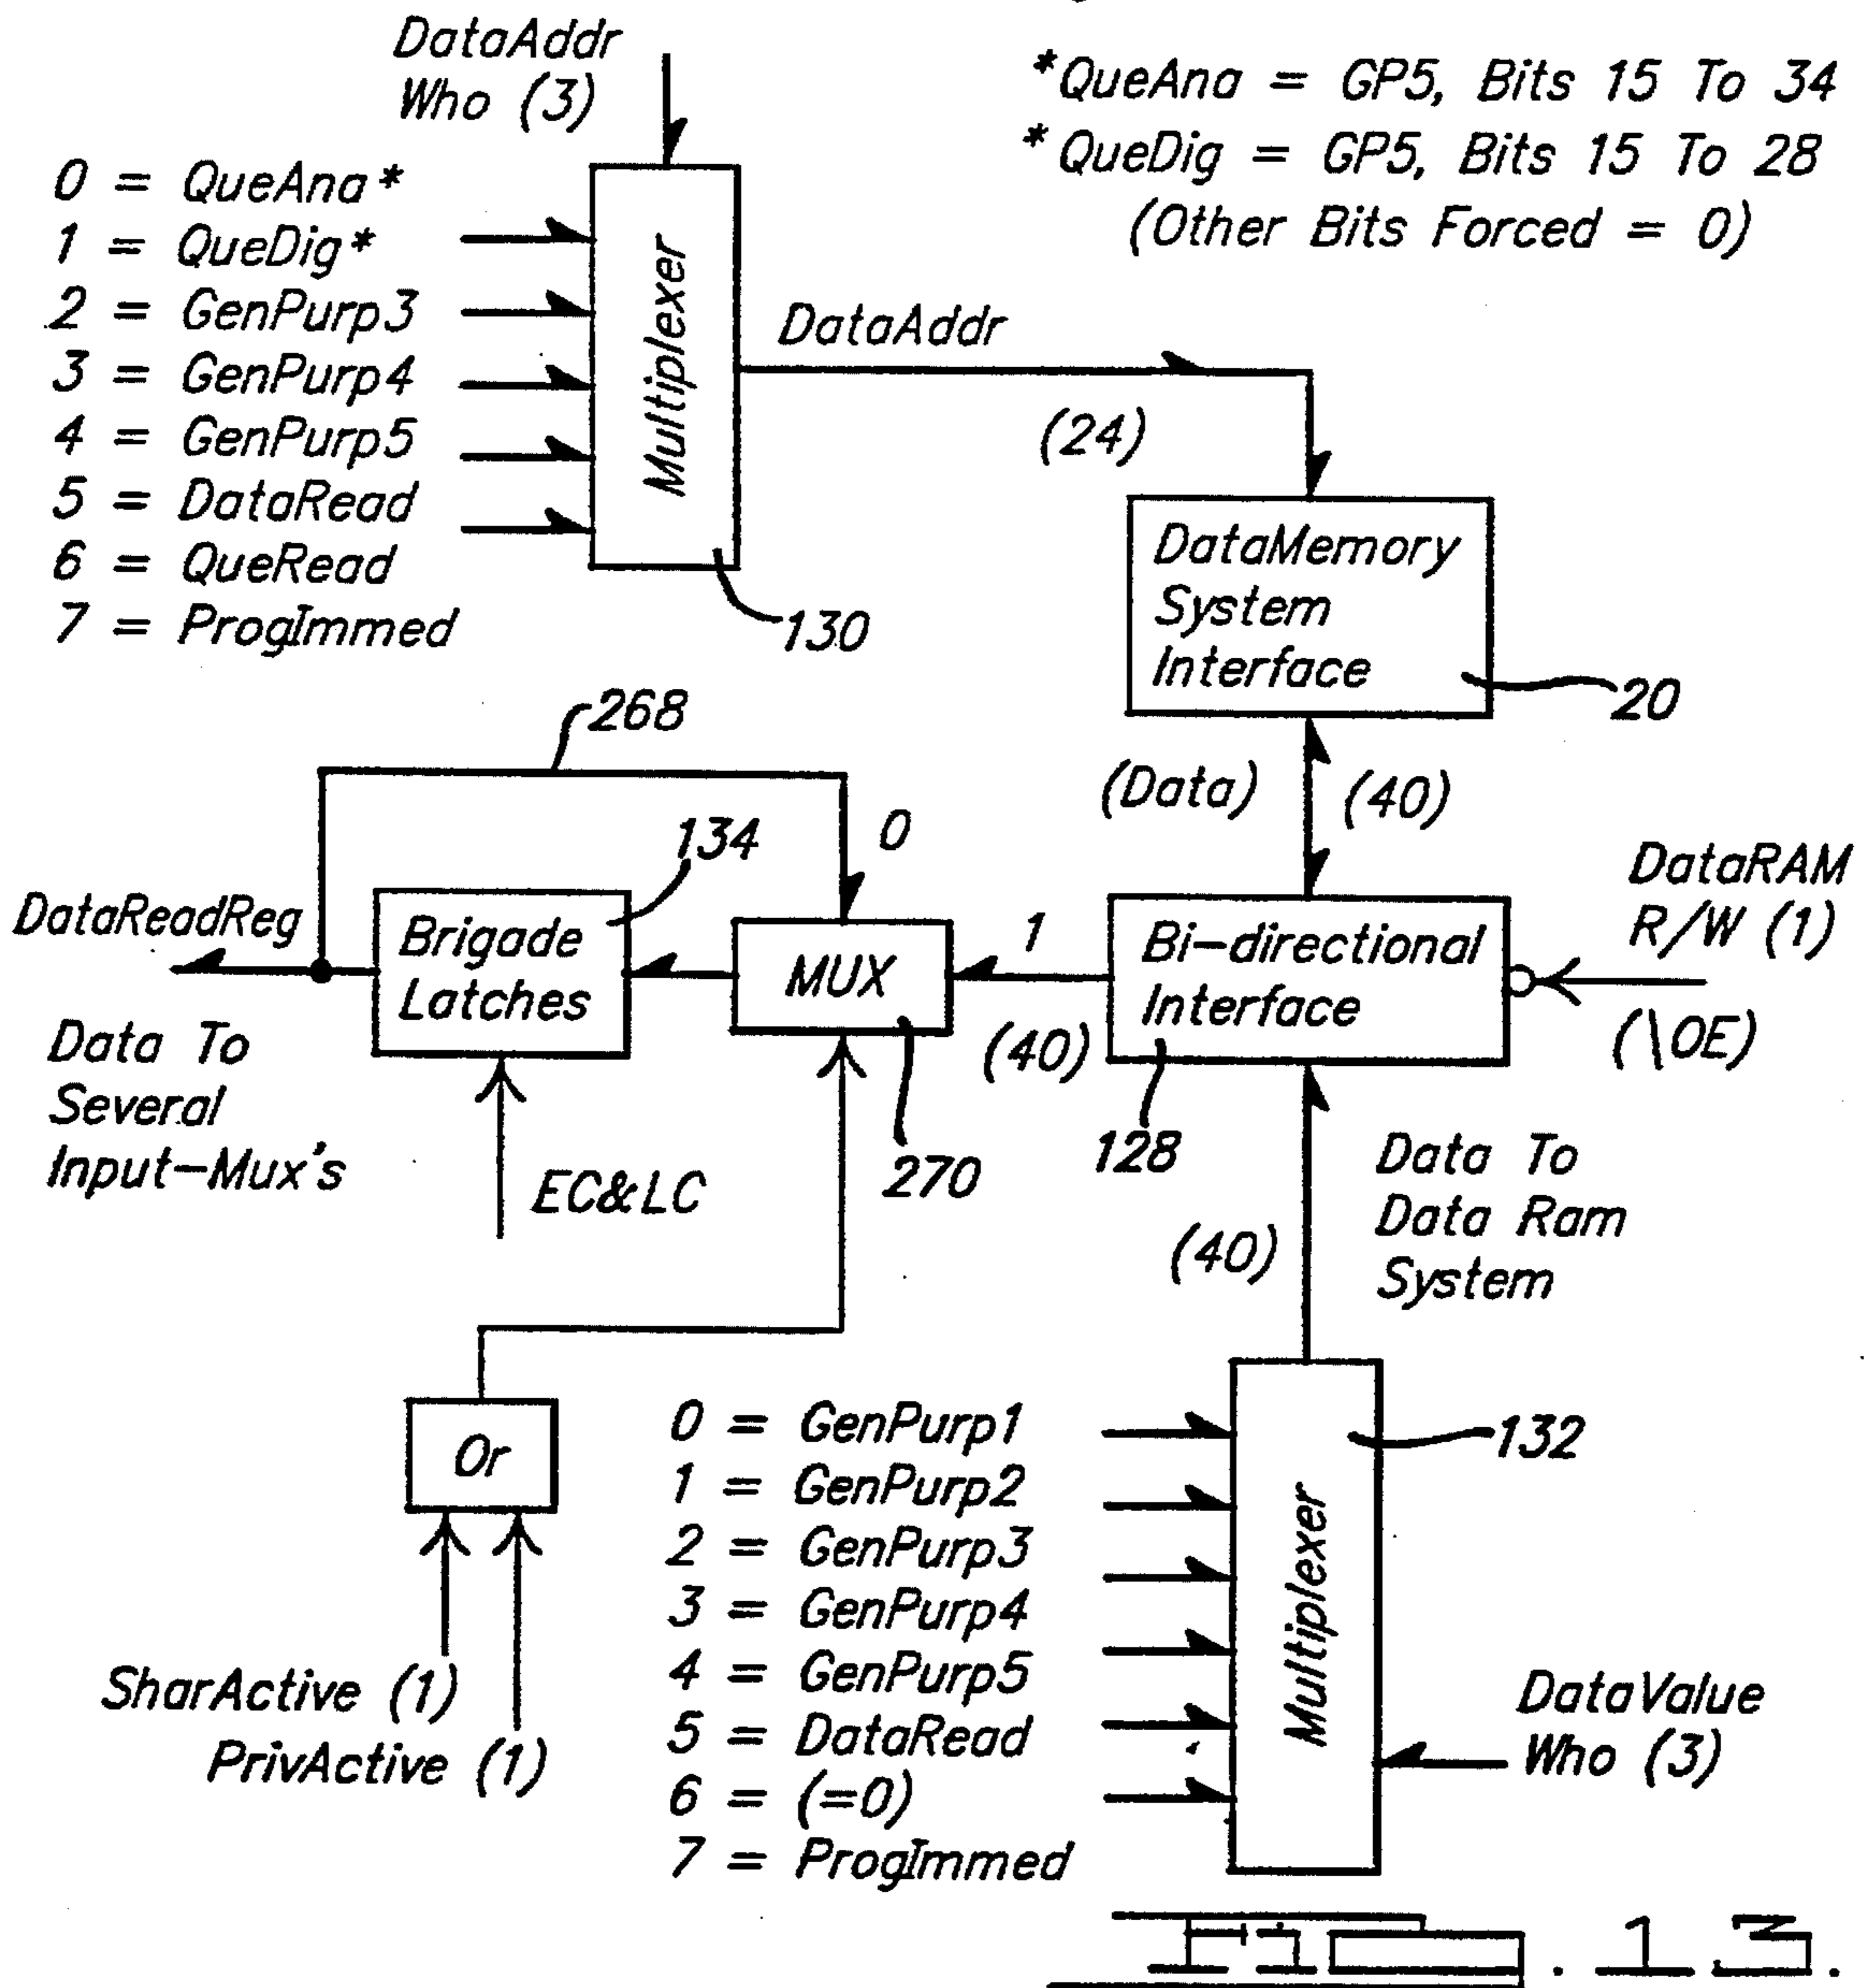 DataAddr
Who (3)
*QueAna = GP5, Bits 15 To 34
*QueDig = GP5, Bits 15 To 28
(Other Bits Forced = 0)
0 = QueAna*
1 = QueDig*
2 = GenPurp3
3 = GenPurp4
4 = GenPurp5
5 = DataRead
6 = QueRead
7 = ProgImmed
Multiplexer
130
DataAddr
(24)
DataMemory
System
Interface
20
268
(Data)
(40)
0
134
DataReadReg
Brigade
Latches
MUX
1
(40)
Bi-directional
Interface
DataRAM
R/W (1)
(\OE)
Data To
Several
Input-Mux's
EC&LC
270
128
Data To
Data Ram
System
(40)
Or
SharActive (1)
PrivActive (1)
0 = GenPurp1
1 = GenPurp2
2 = GenPurp3
3 = GenPurp4
4 = GenPurp5
5 = DataRead
6 = (=0)
7 = ProgImmed
Multiplexer
132
DataValue
Who (3)
Fig. 13.